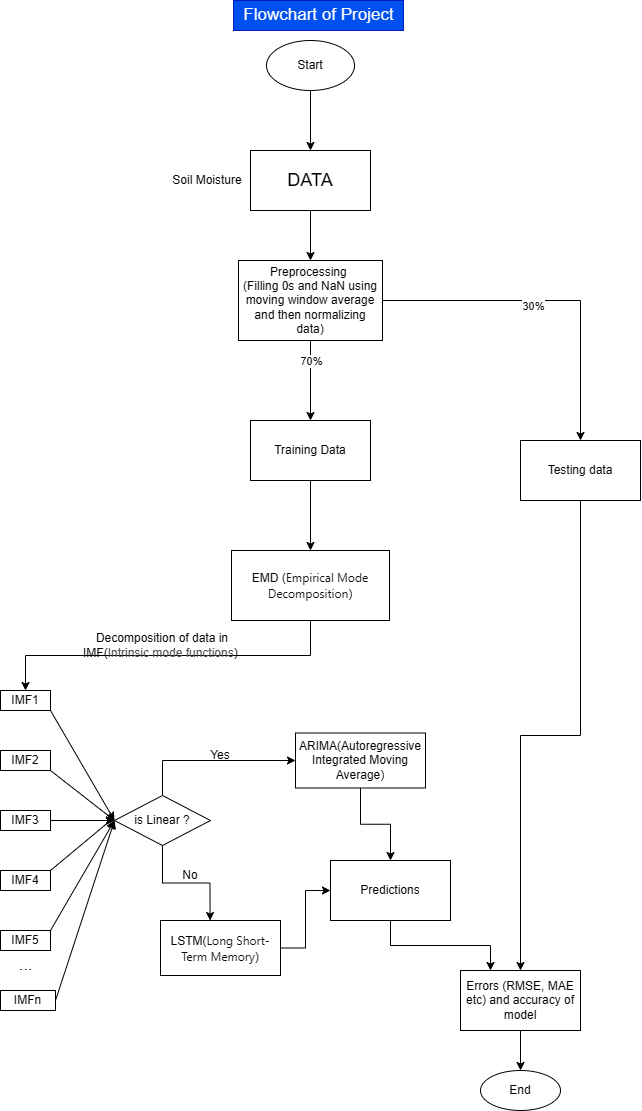 Flowchart of Project
Start
Soil Moisture
DATA
Preprocessing
(Filling 0s and NaN using
moving window average
and then normalizing
data)
30%
70%
Training Data
Testing data
EMD (Empirical Mode
Decomposition)
Decomposition of data in
IMF(Intrinsic mode functions)
IMF1
IMF2
IMF3
IMF4
IMF5
...
IMFn
is Linear ?
Yes
No
ARIMA(Autoregressive
Integrated Moving
Average)
LSTM(Long Short-
Term Memory)
Predictions
Errors (RMSE, MAE
etc) and accuracy of
model
End